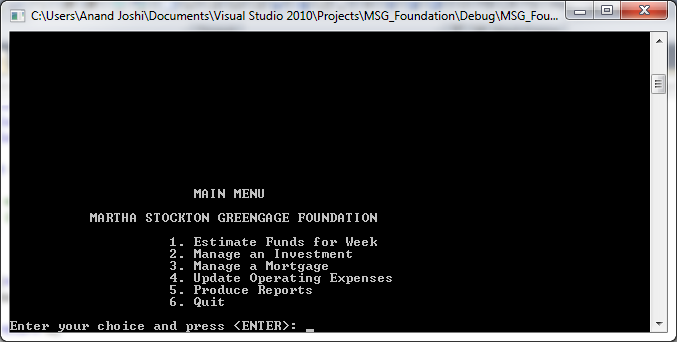 C:\Users\Anand Joshi\Documents\Visual Studio 2010\Projects\MSG_Foundation\Debug\MSG_Fou...
MAIN MENU
MARTHA STOCKTON GREENGAGE FOUNDATION
1. Estimate Funds for Week
2. Manage an Investment
3. Manage a Mortgage
4. Update Operating Expenses
5. Produce Reports
6. Quit
Enter your choice and press <ENTER>: _